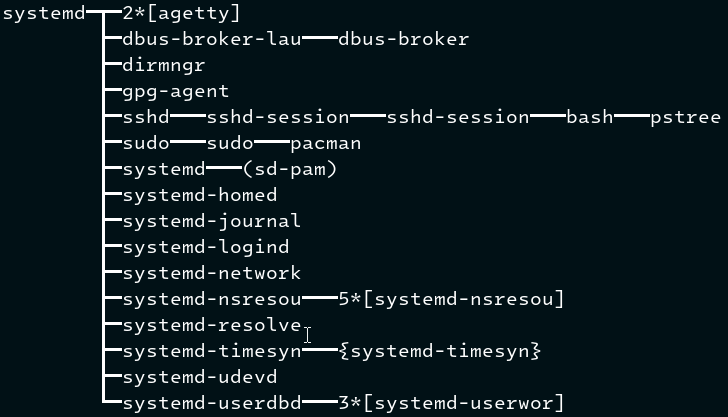 systemd─┬─2*[agetty]
        ├─dbus-broker-lau───dbus-broker
        ├─dirmngr
        ├─gpg-agent
        ├─sshd───sshd-session───sshd-session───bash───pstree
        ├─sudo───sudo───pacman
        ├─systemd───(sd-pam)
        ├─systemd-homed
        ├─systemd-journal
        ├─systemd-logind
        ├─systemd-network
        ├─systemd-nsresou───5*[systemd-nsresou]
        ├─systemd-resolve
        ├─systemd-timesyn───{systemd-timesyn}
        ├─systemd-udevd
        └─systemd-userdbd───3*[systemd-userwor]